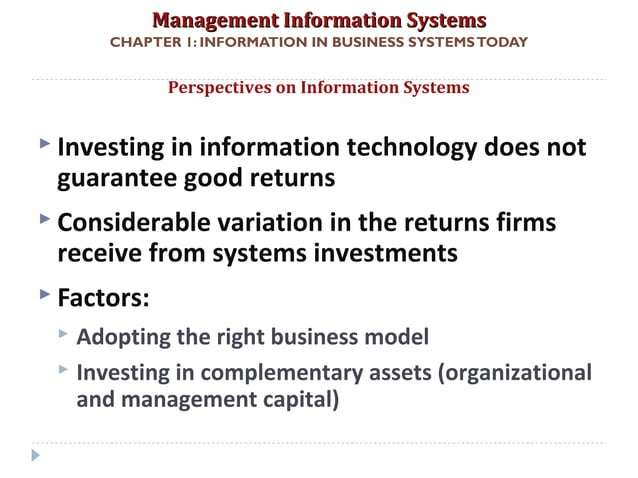 Management Information Systems
CHAPTER 1: INFORMATION IN BUSINESS SYSTEMS TODAY
Perspectives on Information Systems
Investing in information technology does not
guarantee good returns
Considerable variation in the returns firms
receive from systems investments
Factors:
Adopting the right business model
Investing in complementary assets (organizational
and management capital)